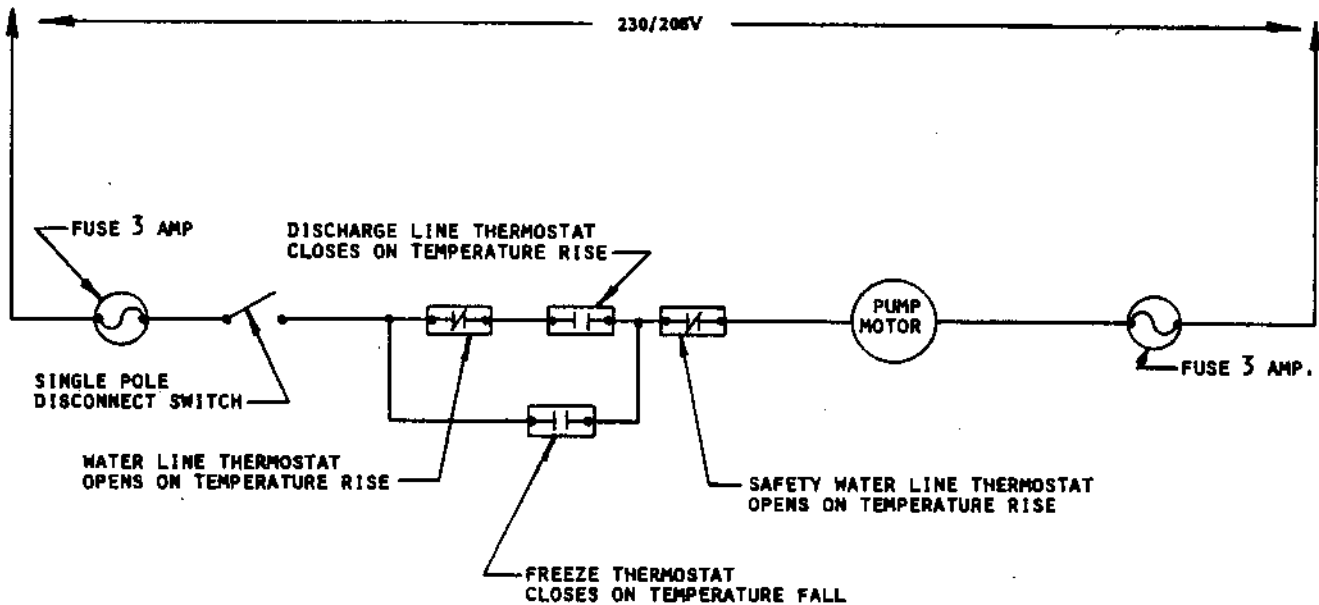 230/208V
FUSE 3 AMP
DISCHARGE LINE THERMOSTAT
CLOSES ON TEMPERATURE RISE
PUMP
MOTOR
SINGLE POLE
DISCONNECT SWITCH
FUSE 3 AMP.
WATER LINE THERMOSTAT
OPENS ON TEMPERATURE RISE
SAFETY WATER LINE THERMOSTAT
OPENS ON TEMPERATURE RISE
FREEZE THERMOSTAT
CLOSES ON TEMPERATURE FALL